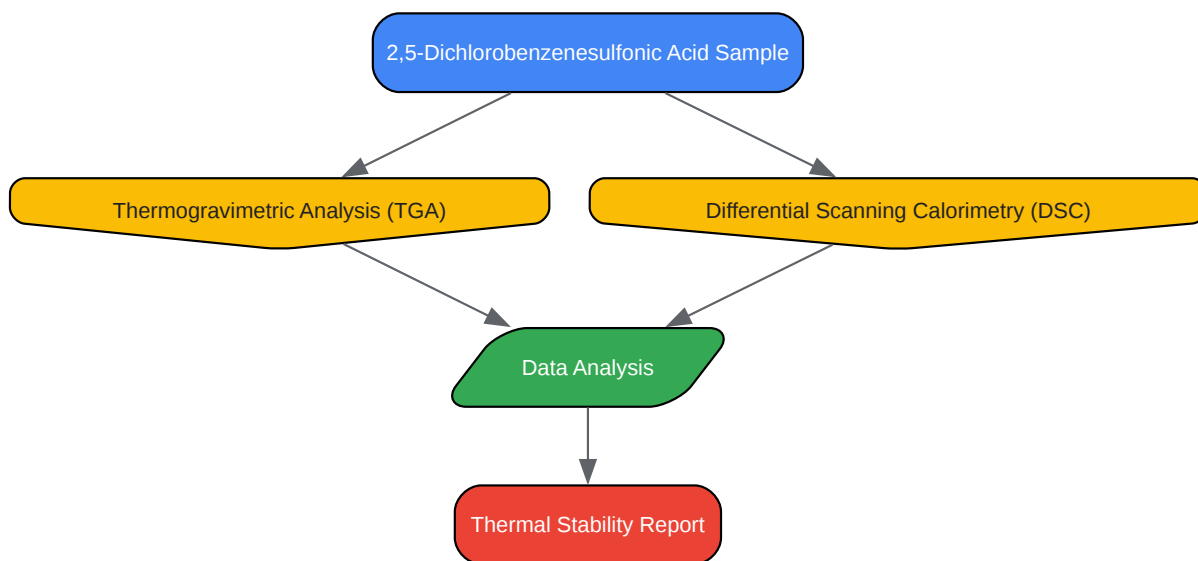 2,5-Dichlorobenzenesulfonic Acid Sample
Thermogravimetric Analysis (TGA)
Differential Scanning Calorimetry (DSC)
Data Analysis
Thermal Stability Report